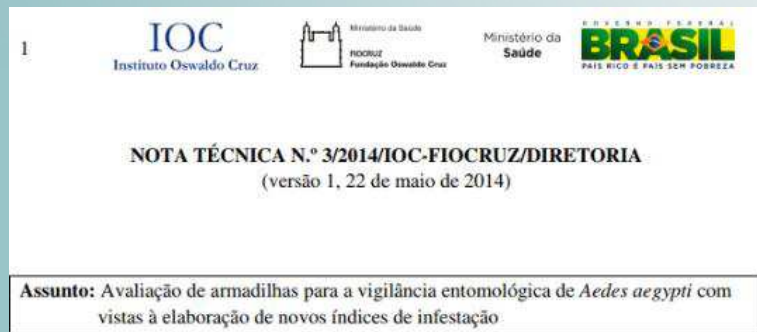 1
IOC
Instituto Oswaldo Cruz
Ministério da Saúde
FIOCRUZ
Fundação Oswaldo Cruz
Ministério da
Saúde
GOVERNO FEDERAL
BRASIL
PAÍS RICO É PAÍS SEM POBREZA
NOTA TÉCNICA N.º 3/2014/IOC-FIOCRUZ/DIRETORIA
(versão 1, 22 de maio de 2014)
Assunto: Avaliação de armadilhas para a vigilância entomológica de Aedes aegypti com
vistas à elaboração de novos índices de infestação